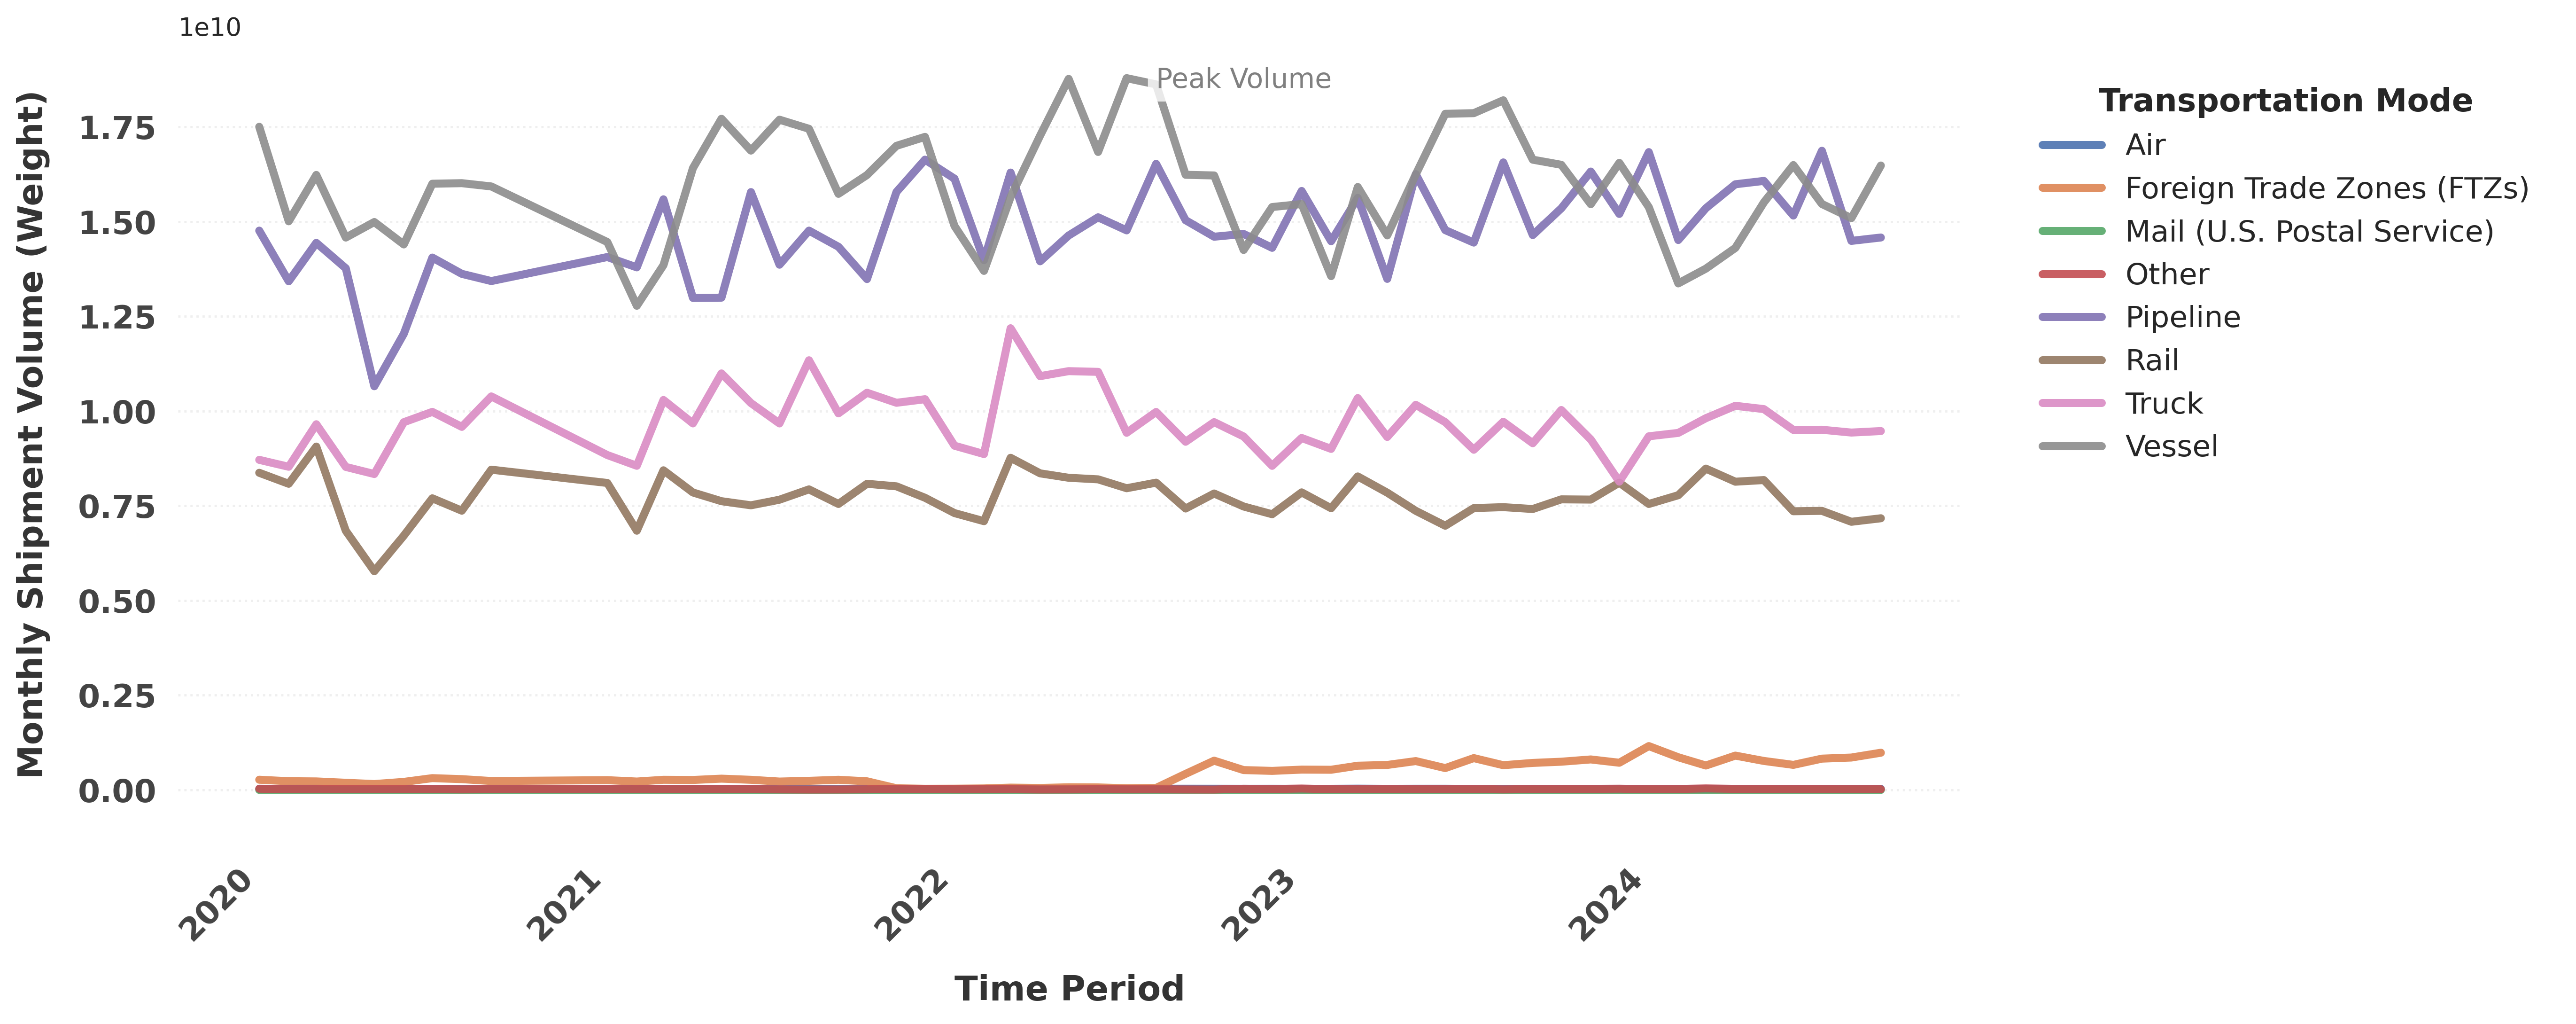 1e10
Peak Volume
Monthly Shipment Volume (Weight)
1.75
1.50
1.25
1.00
0.75
0.50
0.25
0.00
2020
2021
2022
2023
2024
Time Period
Transportation Mode
Air
Foreign Trade Zones (FTZs)
Mail (U.S. Postal Service)
Other
Pipeline
Rail
Truck
Vessel